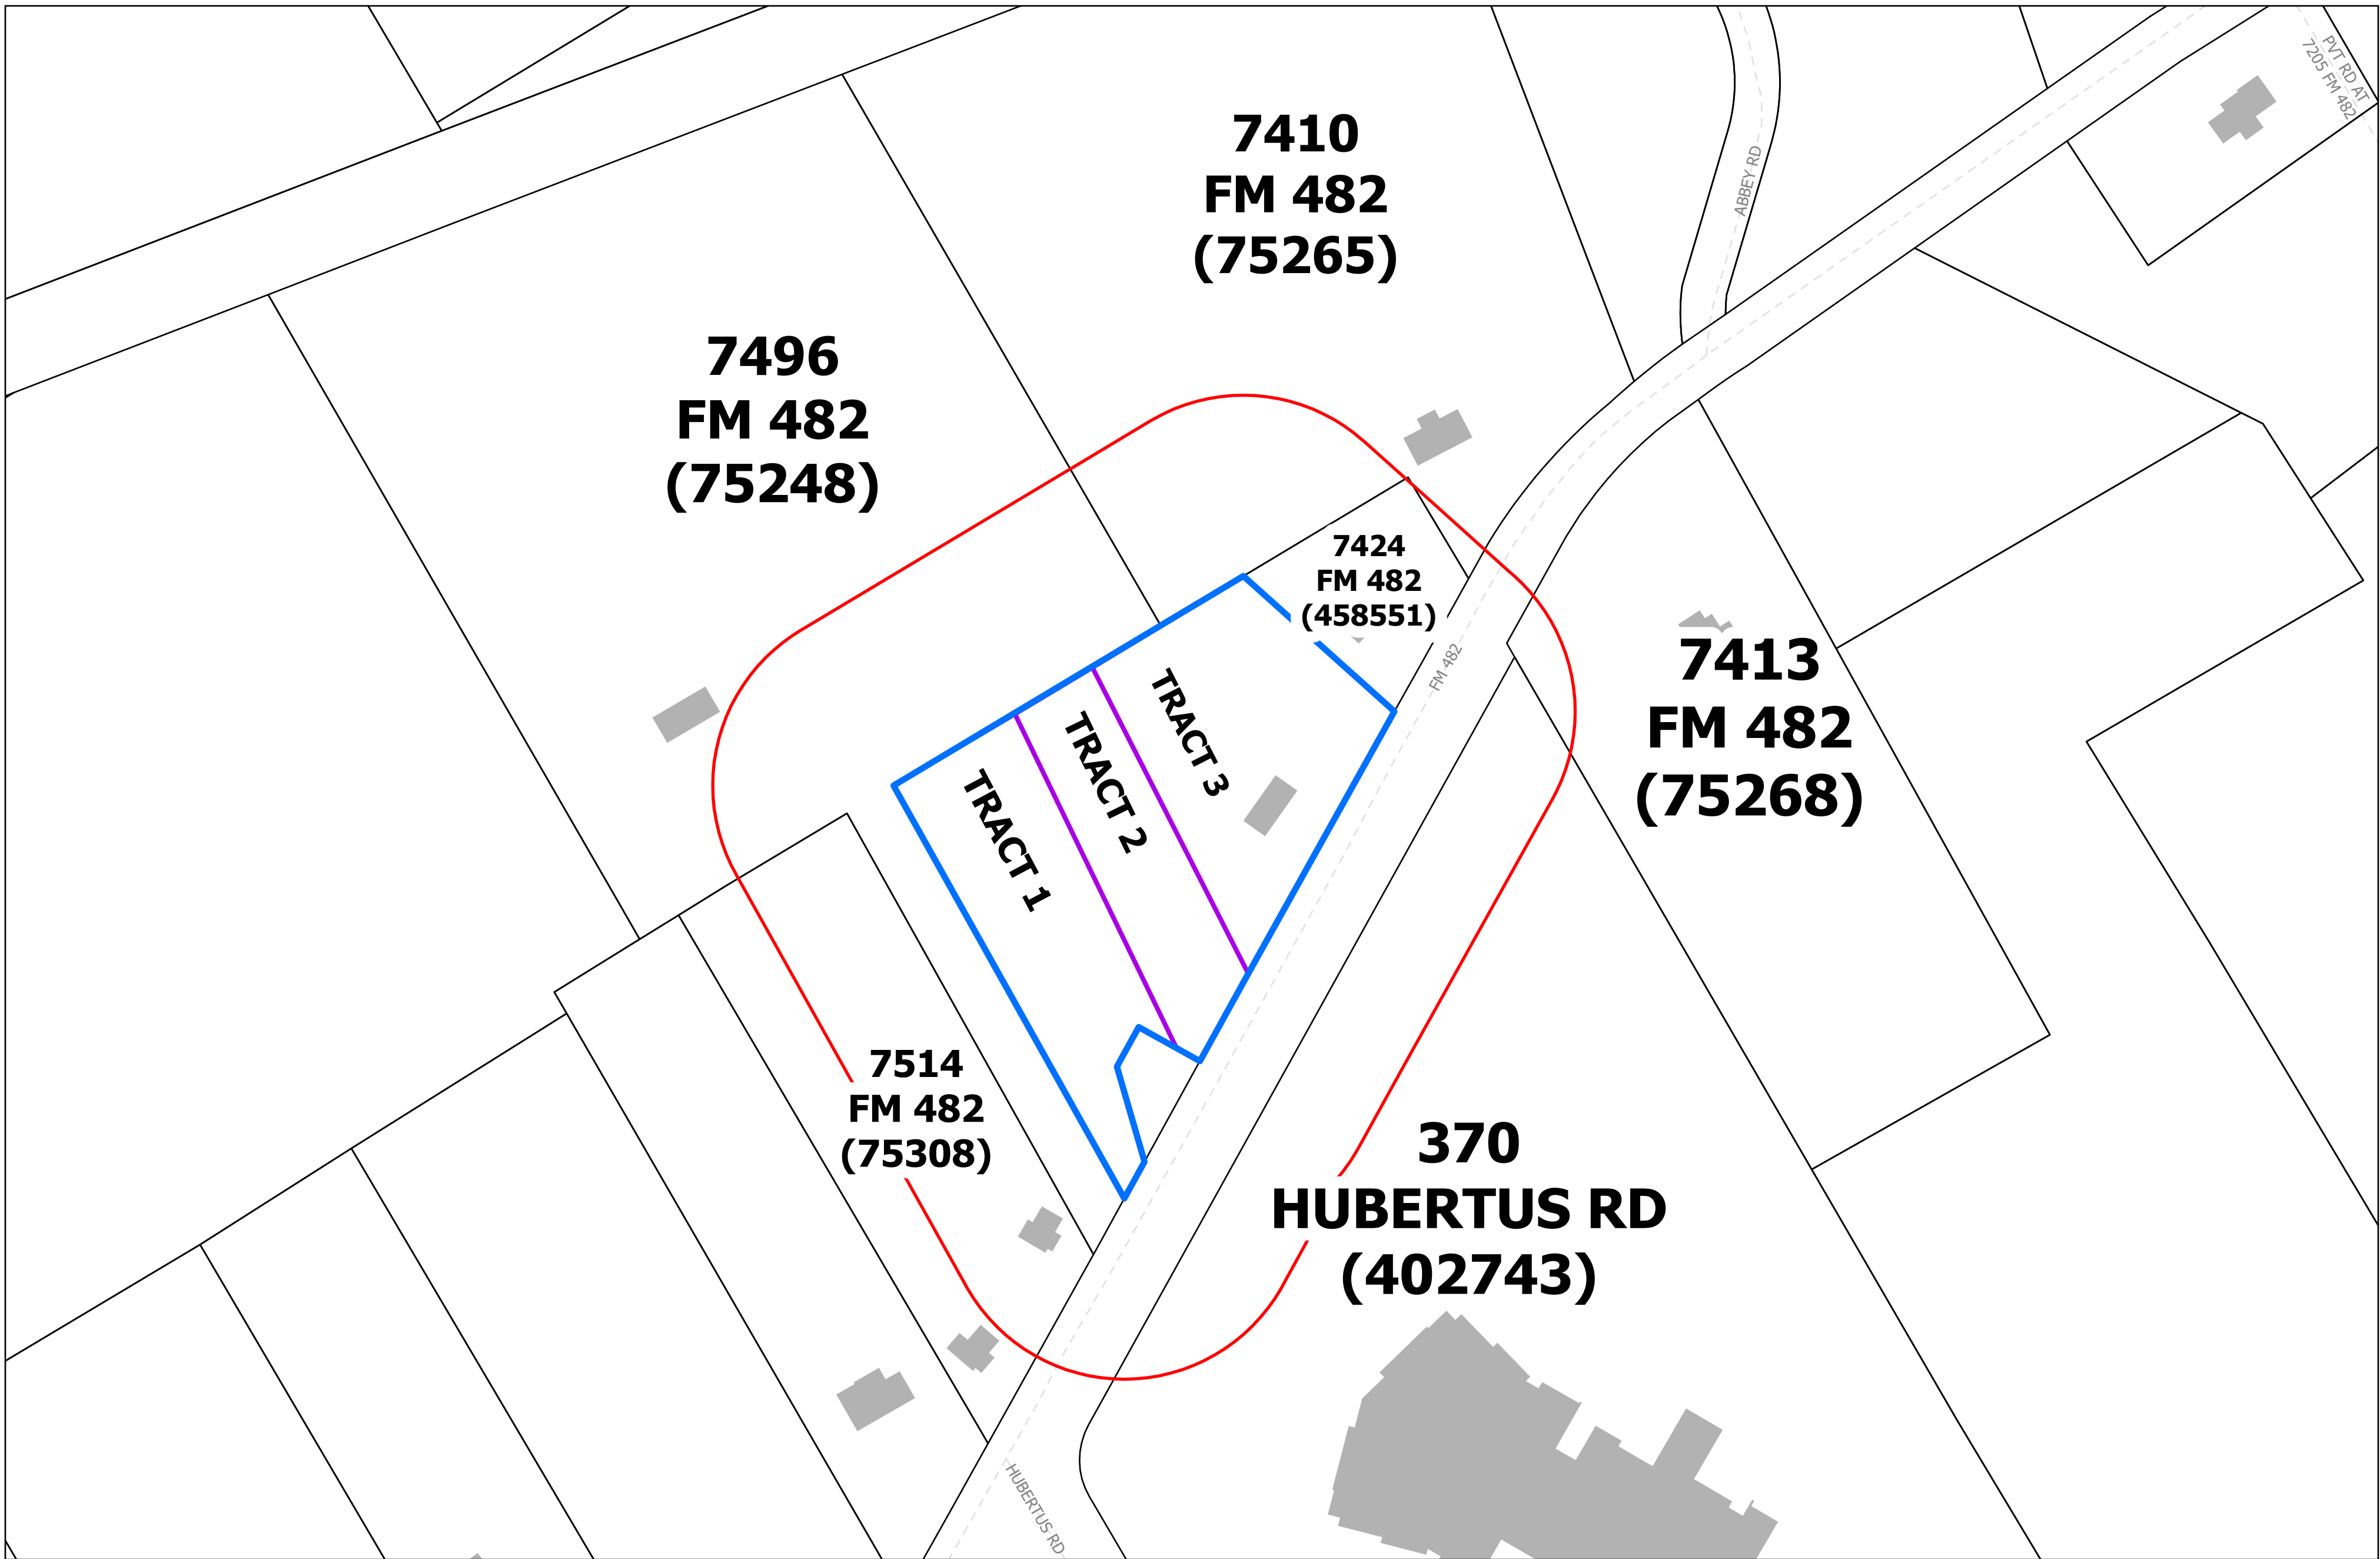 PVT RD AT
7205 FM 482
7410
FM 482
(75265)
ABBEY RD
7496
FM 482
(75248)
7424
FM 482
(458551)
FM 482
7413
FM 482
(75268)
TRACT 3
TRACT 2
TRACT 1
7514
FM 482
(75308)
370
HUBERTUS RD
(402743)
HUBERTUS RD